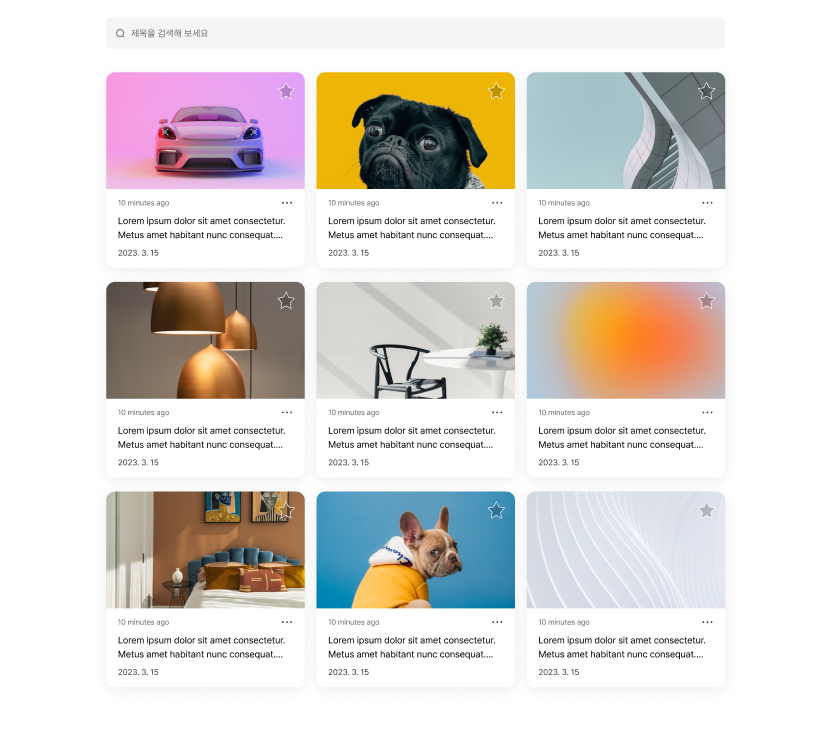 제목을 검색해 보세요
10 minutes ago
Lorem ipsum dolor sit amet consectetur.
Metus amet habitant nunc consequat....
2023. 3. 15
10 minutes ago
Lorem ipsum dolor sit amet consectetur.
Metus amet habitant nunc consequat....
2023. 3. 15
10 minutes ago
Lorem ipsum dolor sit amet consectetur.
Metus amet habitant nunc consequat....
2023. 3. 15
10 minutes ago
Lorem ipsum dolor sit amet consectetur.
Metus amet habitant nunc consequat....
2023. 3. 15
10 minutes ago
Lorem ipsum dolor sit amet consectetur.
Metus amet habitant nunc consequat....
2023. 3. 15
10 minutes ago
Lorem ipsum dolor sit amet consectetur.
Metus amet habitant nunc consequat....
2023. 3. 15
10 minutes ago
Lorem ipsum dolor sit amet consectetur.
Metus amet habitant nunc consequat....
2023. 3. 15
10 minutes ago
Lorem ipsum dolor sit amet consectetur.
Metus amet habitant nunc consequat....
2023. 3. 15
10 minutes ago
Lorem ipsum dolor sit amet consectetur.
Metus amet habitant nunc consequat....
2023. 3. 15